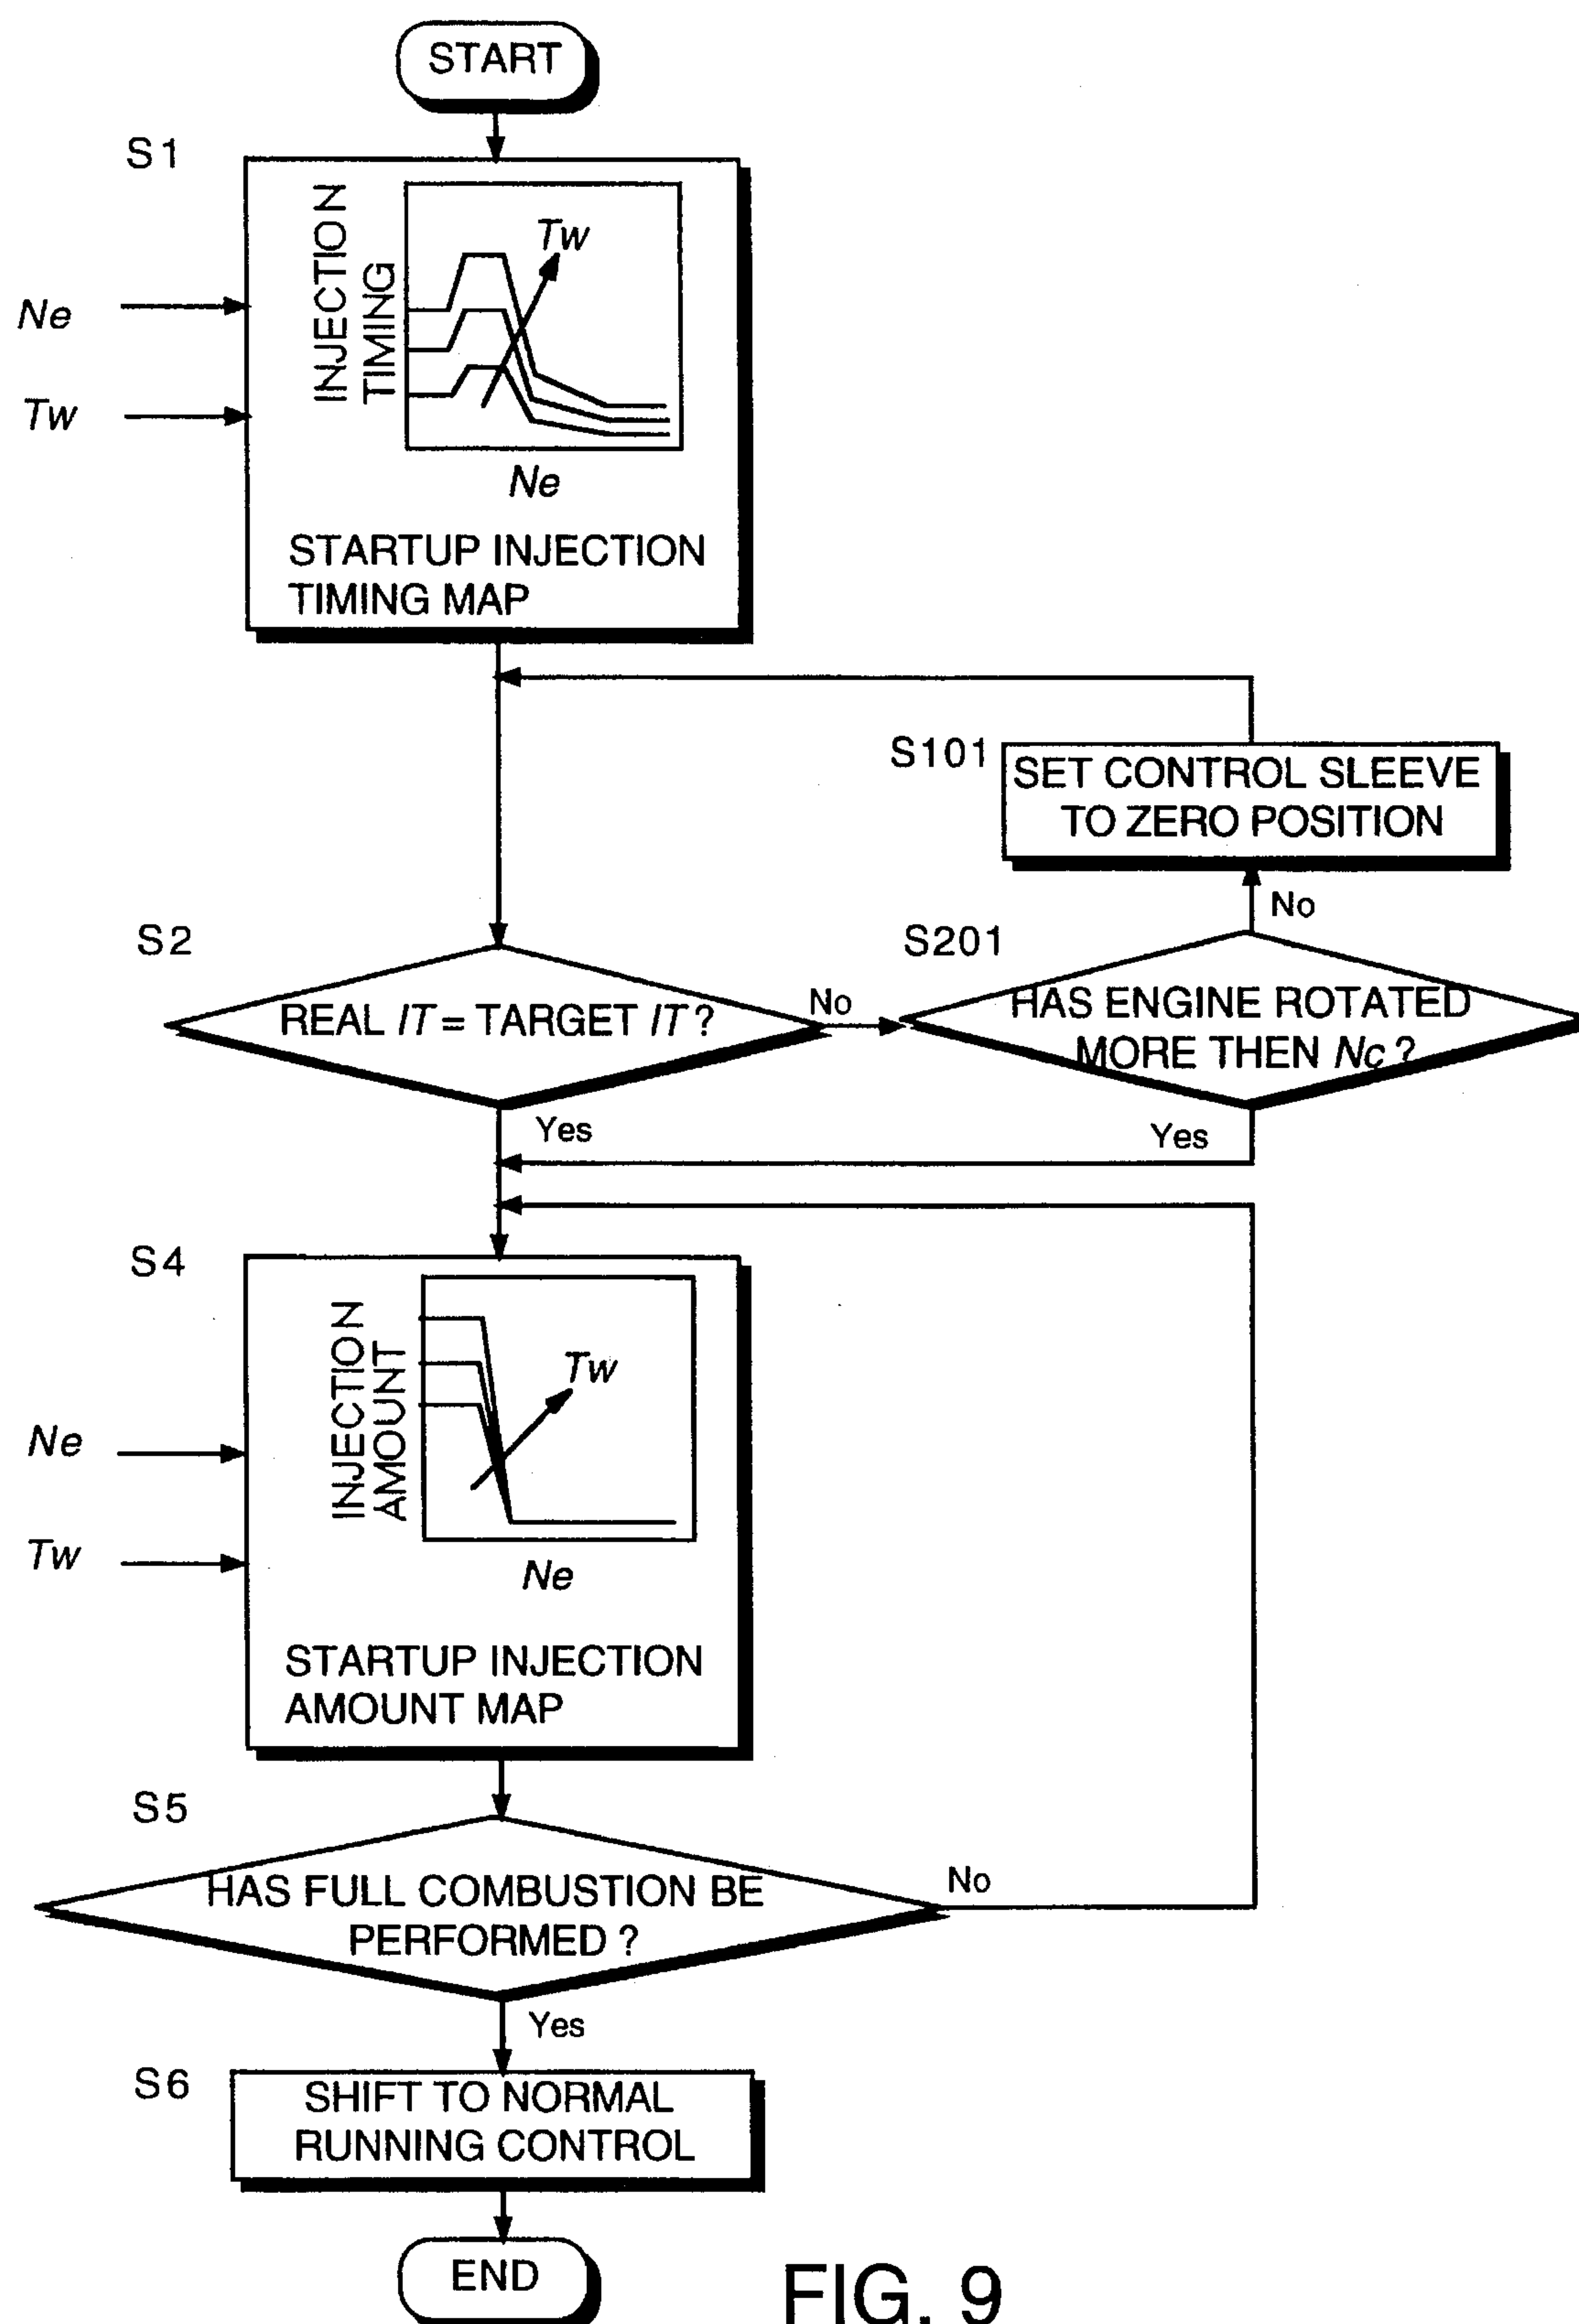 START
S1
INJECTION
TIMING
Tw
Ne
Tw
Ne
STARTUP INJECTION
TIMING MAP
S101
SET CONTROL SLEEVE
TO ZERO POSITION
No
S2
REAL IT = TARGET IT ?
No
S201
HAS ENGINE ROTATED
MORE THEN Nc ?
Yes
Yes
S4
INJECTION
AMOUNT
Tw
Ne
Tw
Ne
STARTUP INJECTION
AMOUNT MAP
S5
HAS FULL COMBUSTION BE
PERFORMED ?
No
Yes
S6
SHIFT TO NORMAL
RUNNING CONTROL
END
FIG. 9